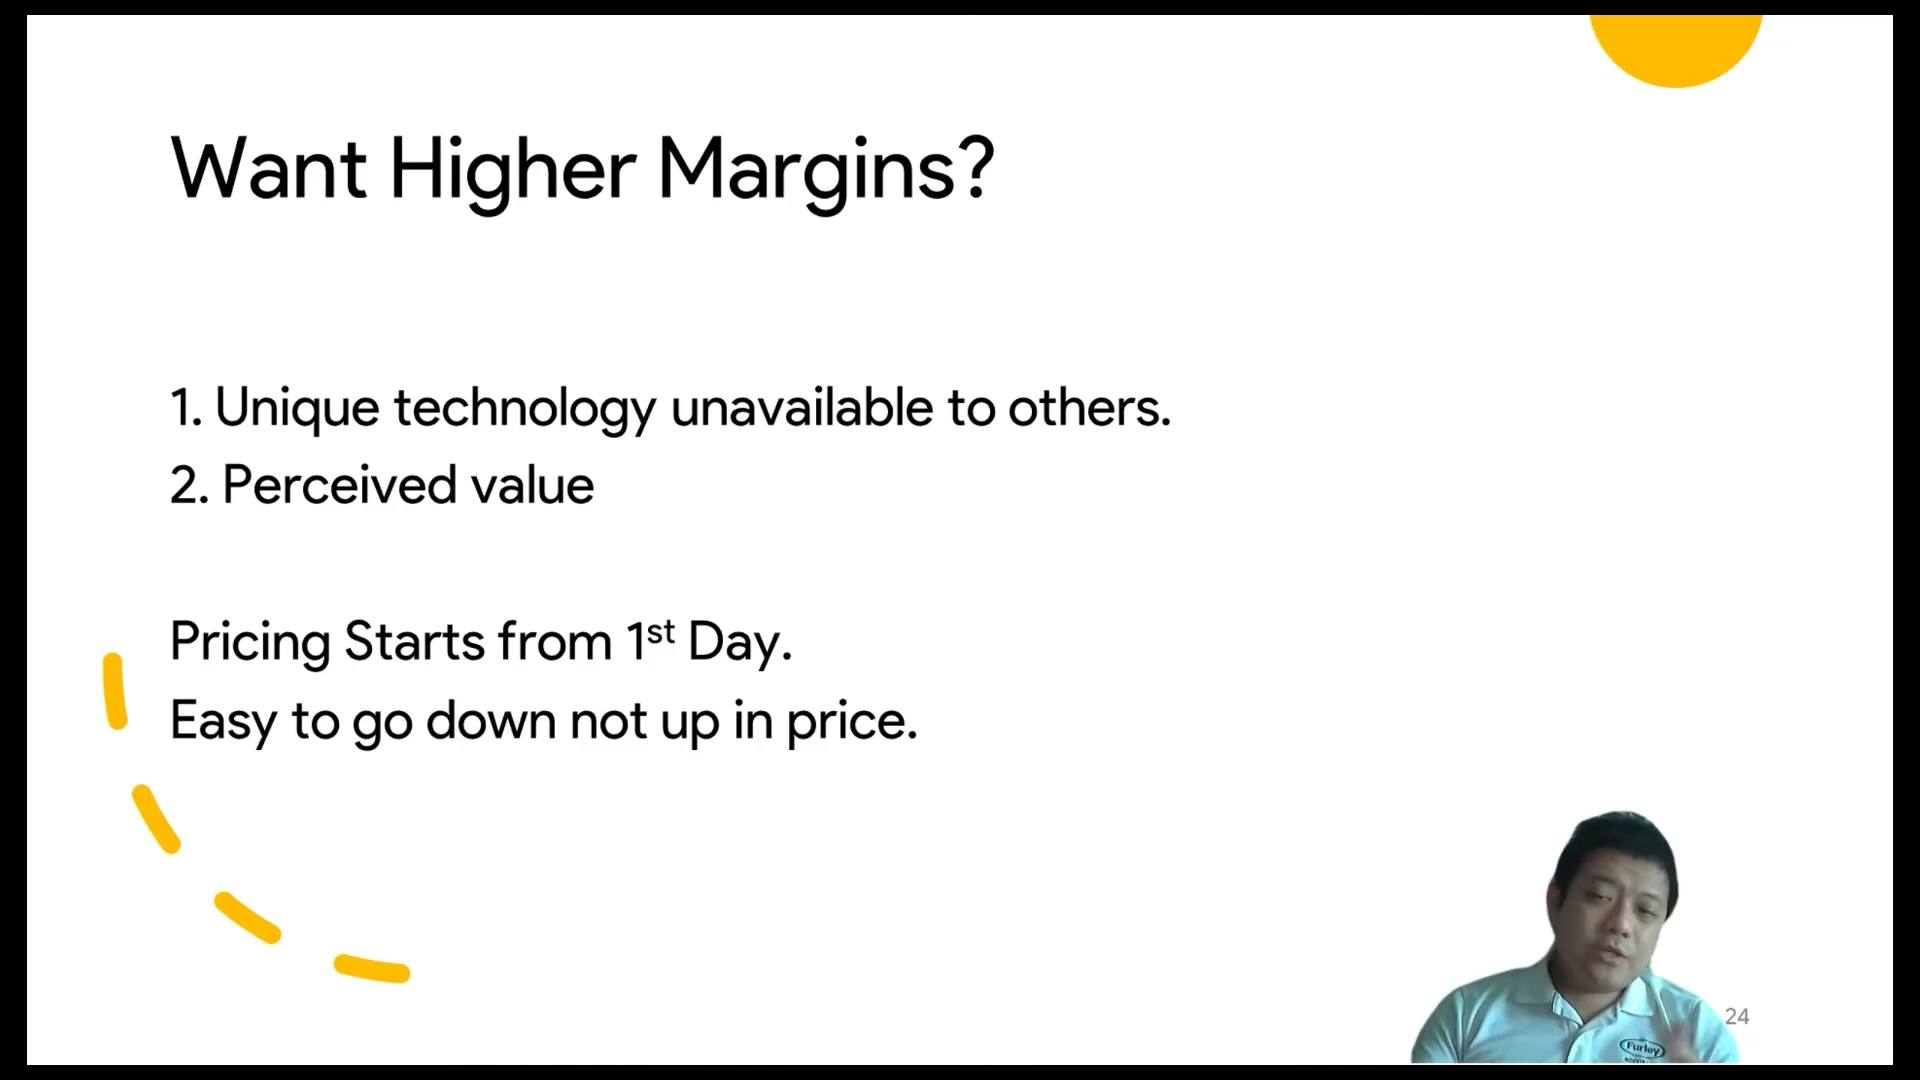 Want Higher Margins?
1. Unique technology unavailable to others.
2. Perceived value
Pricing Starts from 1st Day.
Easy to go down not up in price.
24
Furley